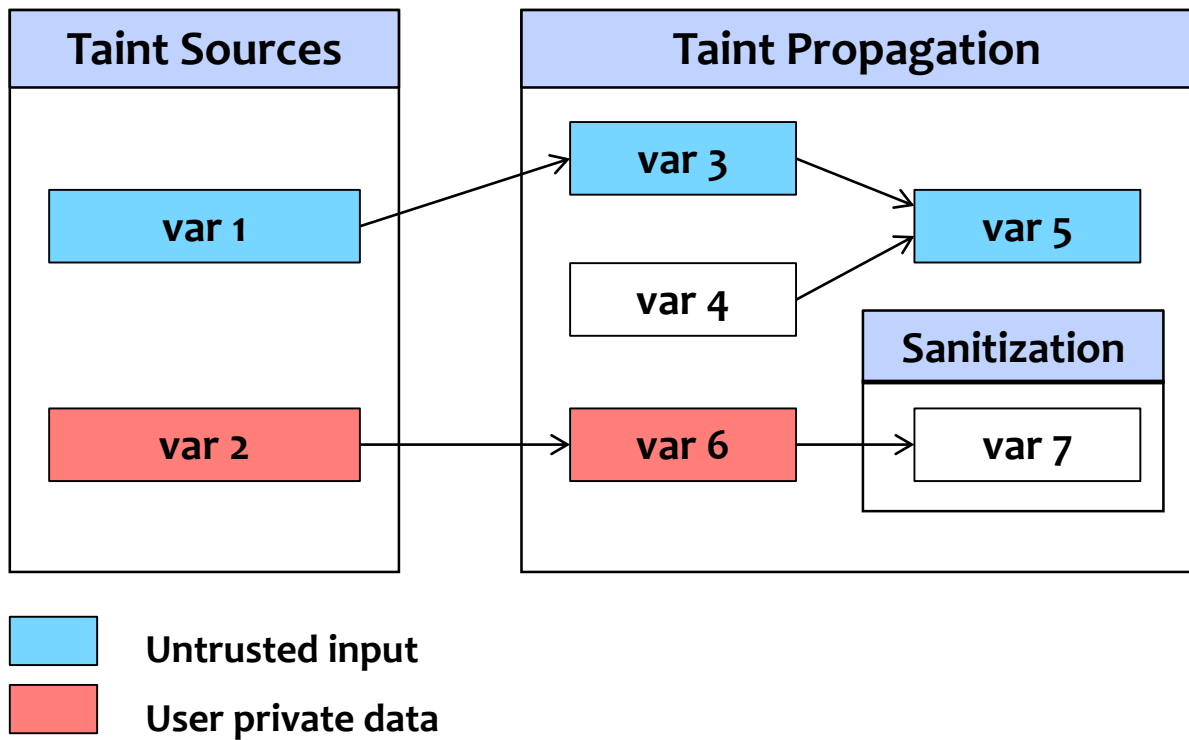 Taint Sources
Taint Propagation
var 1
var 2
var 3
var 4
var 5
var 6
Sanitization
var 7
Untrusted input
User private data